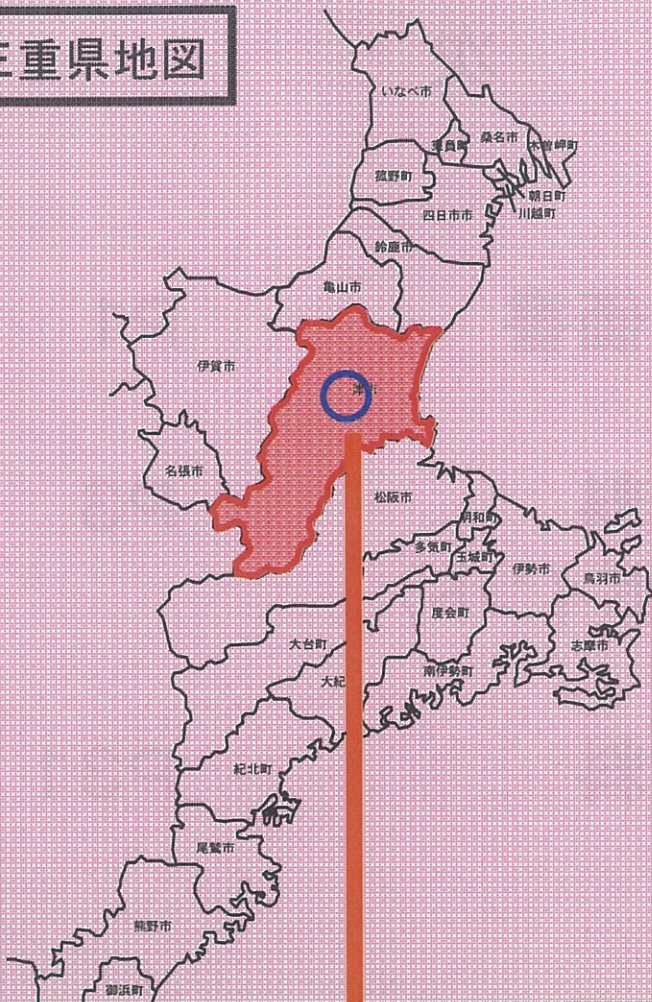 三重県地図
いなべ市
桑名市
東員町
木曽岬町
菰野町
朝日町
四日市市
川越町
鈴鹿市
亀山市
伊賀市
津市
名張市
松阪市
明和町
多気町
玉城町
伊勢市
鳥羽市
度会町
大台町
志摩市
南伊勢町
大紀
紀北町
尾鷲市
熊野市
御浜町